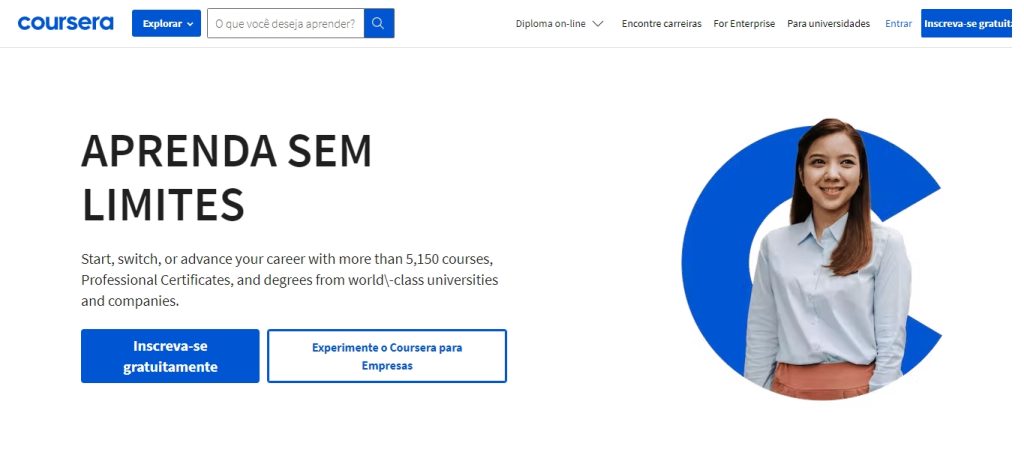 coursera
Explorar
O que você deseja aprender?
Diploma on-line
Encontre carreiras
For Enterprise
Para universidades
Entrar
Inscreva-se gratuita
APRENDA SEM
LIMITES
Start, switch, or advance your career with more than 5,150 courses,
Professional Certificates, and degrees from world\-class universities
and companies.
Inscreva-se
gratuitamente
Experimente o Coursera para
Empresas